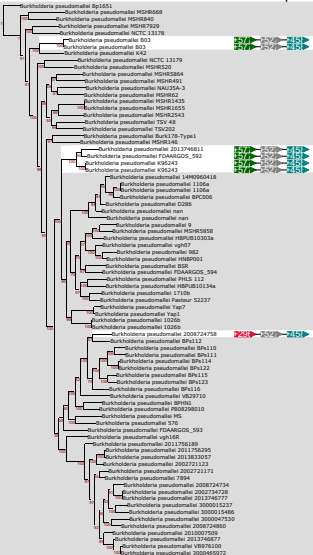 Burkholderia pseudomallei Bp1651
Burkholderia pseudomallei MSHR668
Burkholderia pseudomallei MSHR840
Burkholderia pseudomallei MSHR7929
Burkholderia pseudomallei NCTC 13178
Burkholderia pseudomallei B03
Burkholderia pseudomallei B03
Burkholderia pseudomallei K42
Burkholderia pseudomallei NCTC 13179
Burkholderia pseudomallei MSHR520
Burkholderia pseudomallei MSHR5864
Burkholderia pseudomallei MSHR491
Burkholderia pseudomallei NAU35A-3
Burkholderia pseudomallei MSHR62
Burkholderia pseudomallei MSHR1435
Burkholderia pseudomallei MSHR1655
Burkholderia pseudomallei MSHR2543
Burkholderia pseudomallei TSV 48
Burkholderia pseudomallei TSV202
Burkholderia pseudomallei Burk178-Type1
Burkholderia pseudomallei MSHR146
Burkholderia pseudomallei 2013746811
Burkholderia pseudomallei FDAARGOS_592
Burkholderia pseudomallei K96243
Burkholderia pseudomallei K96243
Burkholderia pseudomallei 14M0960418
Burkholderia pseudomallei 1106a
Burkholderia pseudomallei 1106a
Burkholderia pseudomallei BPC006
Burkholderia pseudomallei D286
Burkholderia pseudomallei nan
Burkholderia pseudomallei nan
Burkholderia pseudomallei 9
Burkholderia pseudomallei MSHR5858
Burkholderia pseudomallei HBPUB10303a
Burkholderia pseudomallei vgh07
Burkholderia pseudomallei 982
Burkholderia pseudomallei HNBP001
Burkholderia pseudomallei BSR
Burkholderia pseudomallei FDAARGOS_594
Burkholderia pseudomallei HBPUB10134a
Burkholderia pseudomallei PHLS 112
Burkholderia pseudomallei 1710b
Burkholderia pseudomallei Pasteur 52237
Burkholderia pseudomallei Yap7
Burkholderia pseudomallei Yap1
Burkholderia pseudomallei 1026b
Burkholderia pseudomallei 1026b
Burkholderia pseudomallei 2008724758
Burkholderia pseudomallei BPs112
Burkholderia pseudomallei BPs110
Burkholderia pseudomallei BPs111
Burkholderia pseudomallei BPs114
Burkholderia pseudomallei BPs122
Burkholderia pseudomallei BPs115
Burkholderia pseudomallei BPs123
Burkholderia pseudomallei BPs116
Burkholderia pseudomallei VB29710
Burkholderia pseudomallei BPHN1
Burkholderia pseudomallei PB08298010
Burkholderia pseudomallei MS
Burkholderia pseudomallei 576
Burkholderia pseudomallei FDAARGOS_593
Burkholderia pseudomallei vgh16R
Burkholderia pseudomallei 2011756189
Burkholderia pseudomallei 2011756295
Burkholderia pseudomallei 2013833057
Burkholderia pseudomallei 2002721123
Burkholderia pseudomallei 2002721171
Burkholderia pseudomallei 7894
Burkholderia pseudomallei 2008724734
Burkholderia pseudomallei 2002734728
Burkholderia pseudomallei 2013746777
Burkholderia pseudomallei 3000015237
Burkholderia pseudomallei 3000015486
Burkholderia pseudomallei 3000047530
Burkholderia pseudomallei 2008724860
Burkholderia pseudomallei 2010007509
Burkholderia pseudomallei 2013746877
Burkholderia pseudomallei VB976100
Burkholderia pseudomallei 3000465972